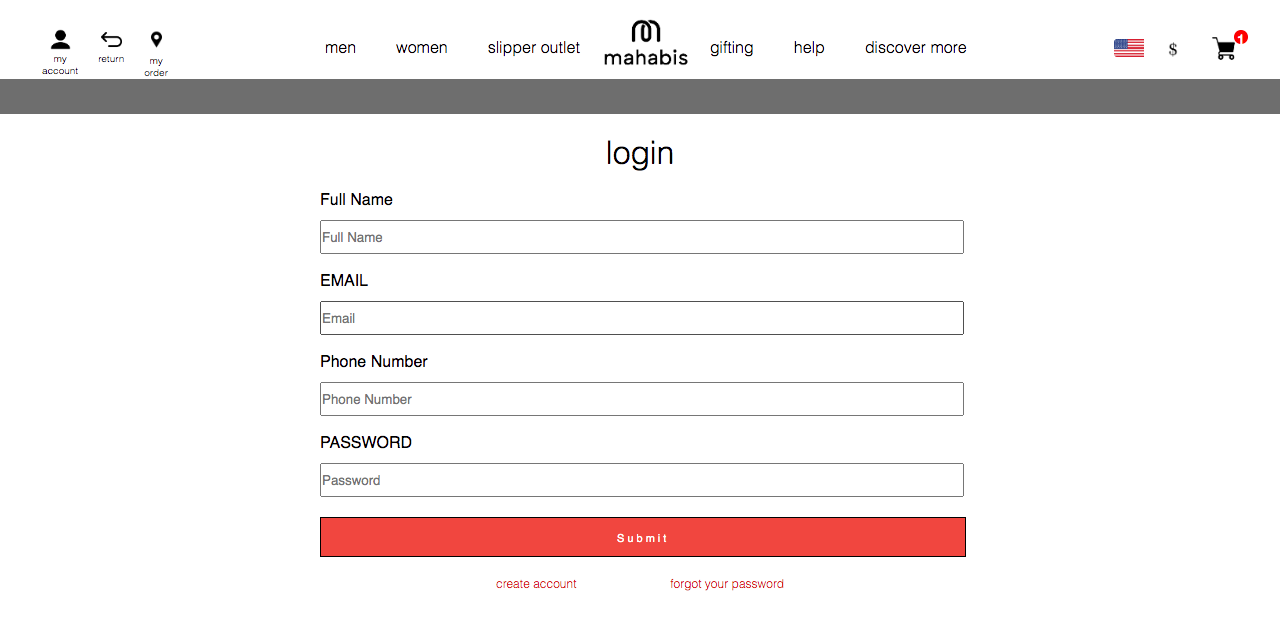 my
account
return
my
order
men women slipper outlet mahabis gifting help discover more
$ 1
login
Full Name
Full Name
EMAIL
Email
Phone Number
Phone Number
PASSWORD
Password
Submit
create account forgot your password